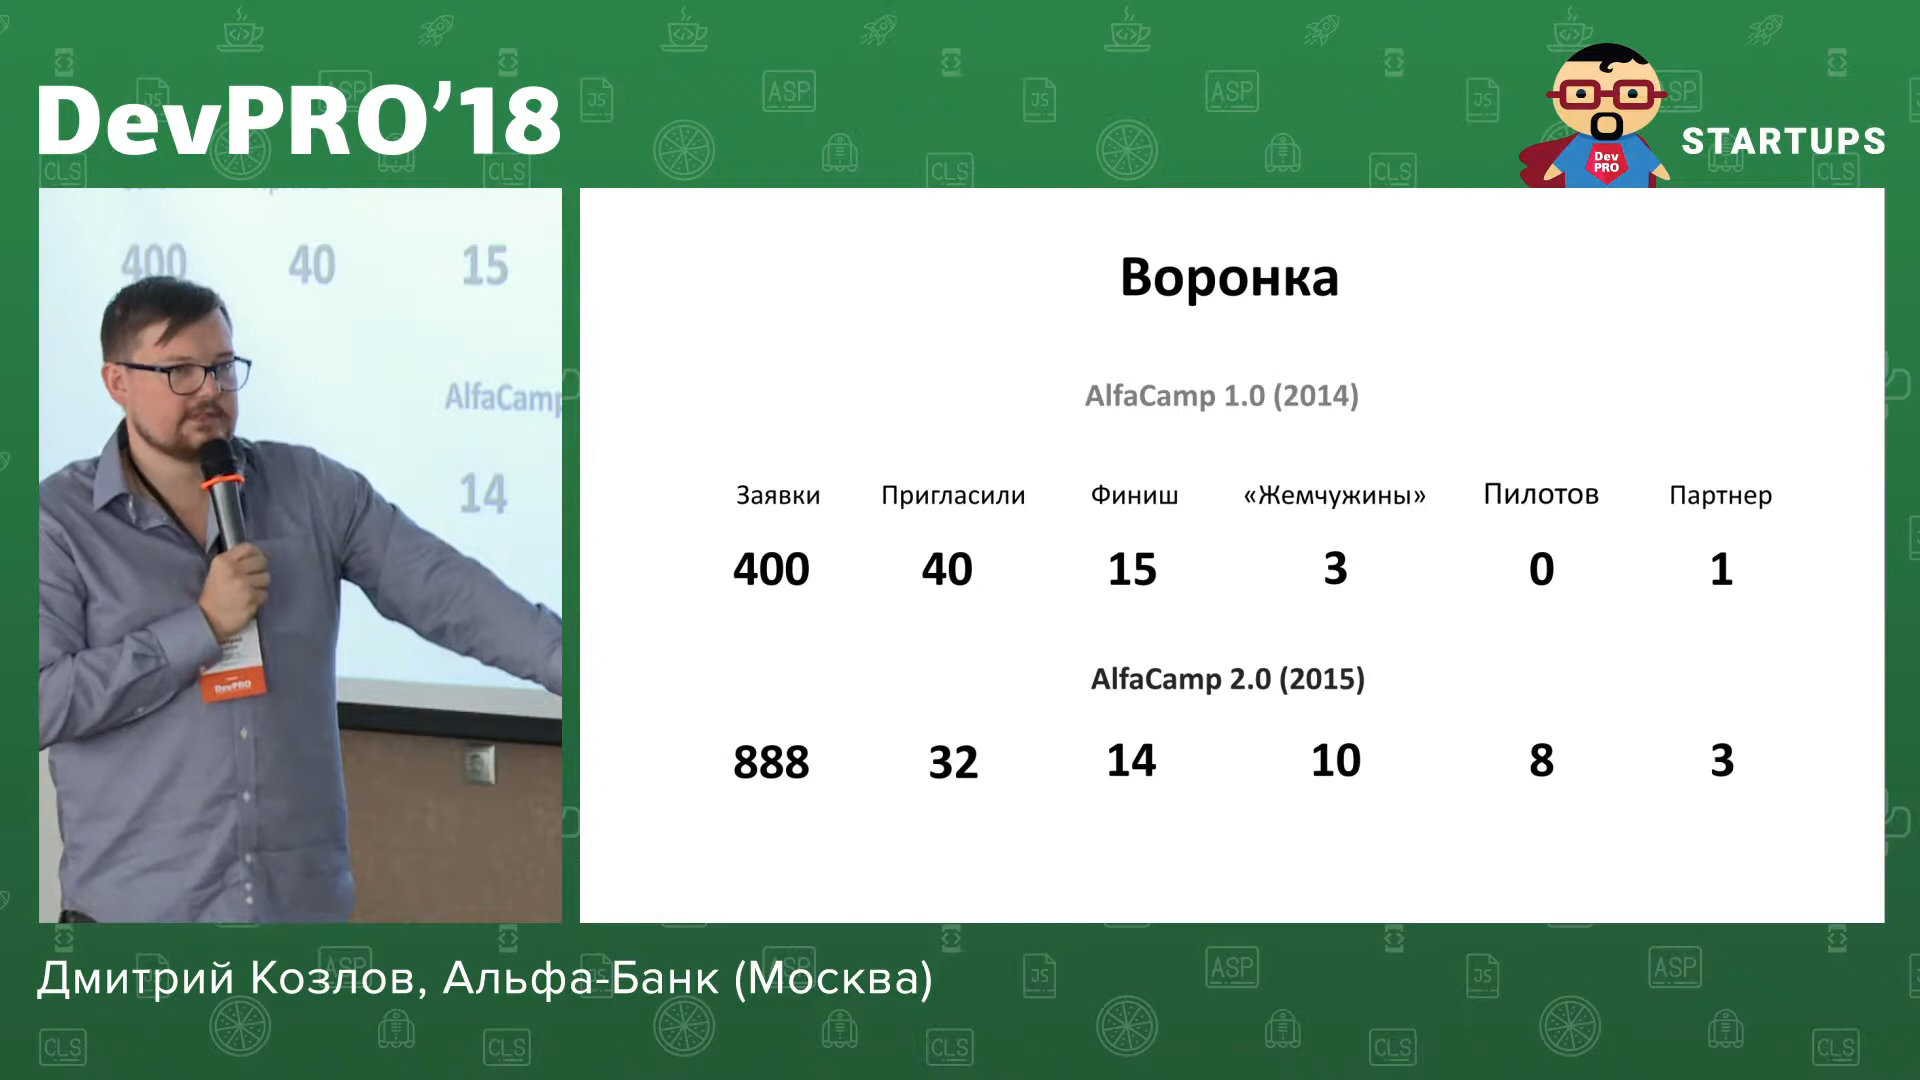 DevPRO’18
STARTUPS
Dev
PRO
400 40 15
AlfaCamp
14
DevPRO
Воронка
AlfaCamp 1.0 (2014)
Заявки Пригласили Финиш «Жемчужины» Пилотов Партнер
400 40 15 3 0 1
AlfaCamp 2.0 (2015)
888 32 14 10 8 3
Дмитрий Козлов, Альфа-Банк (Москва)